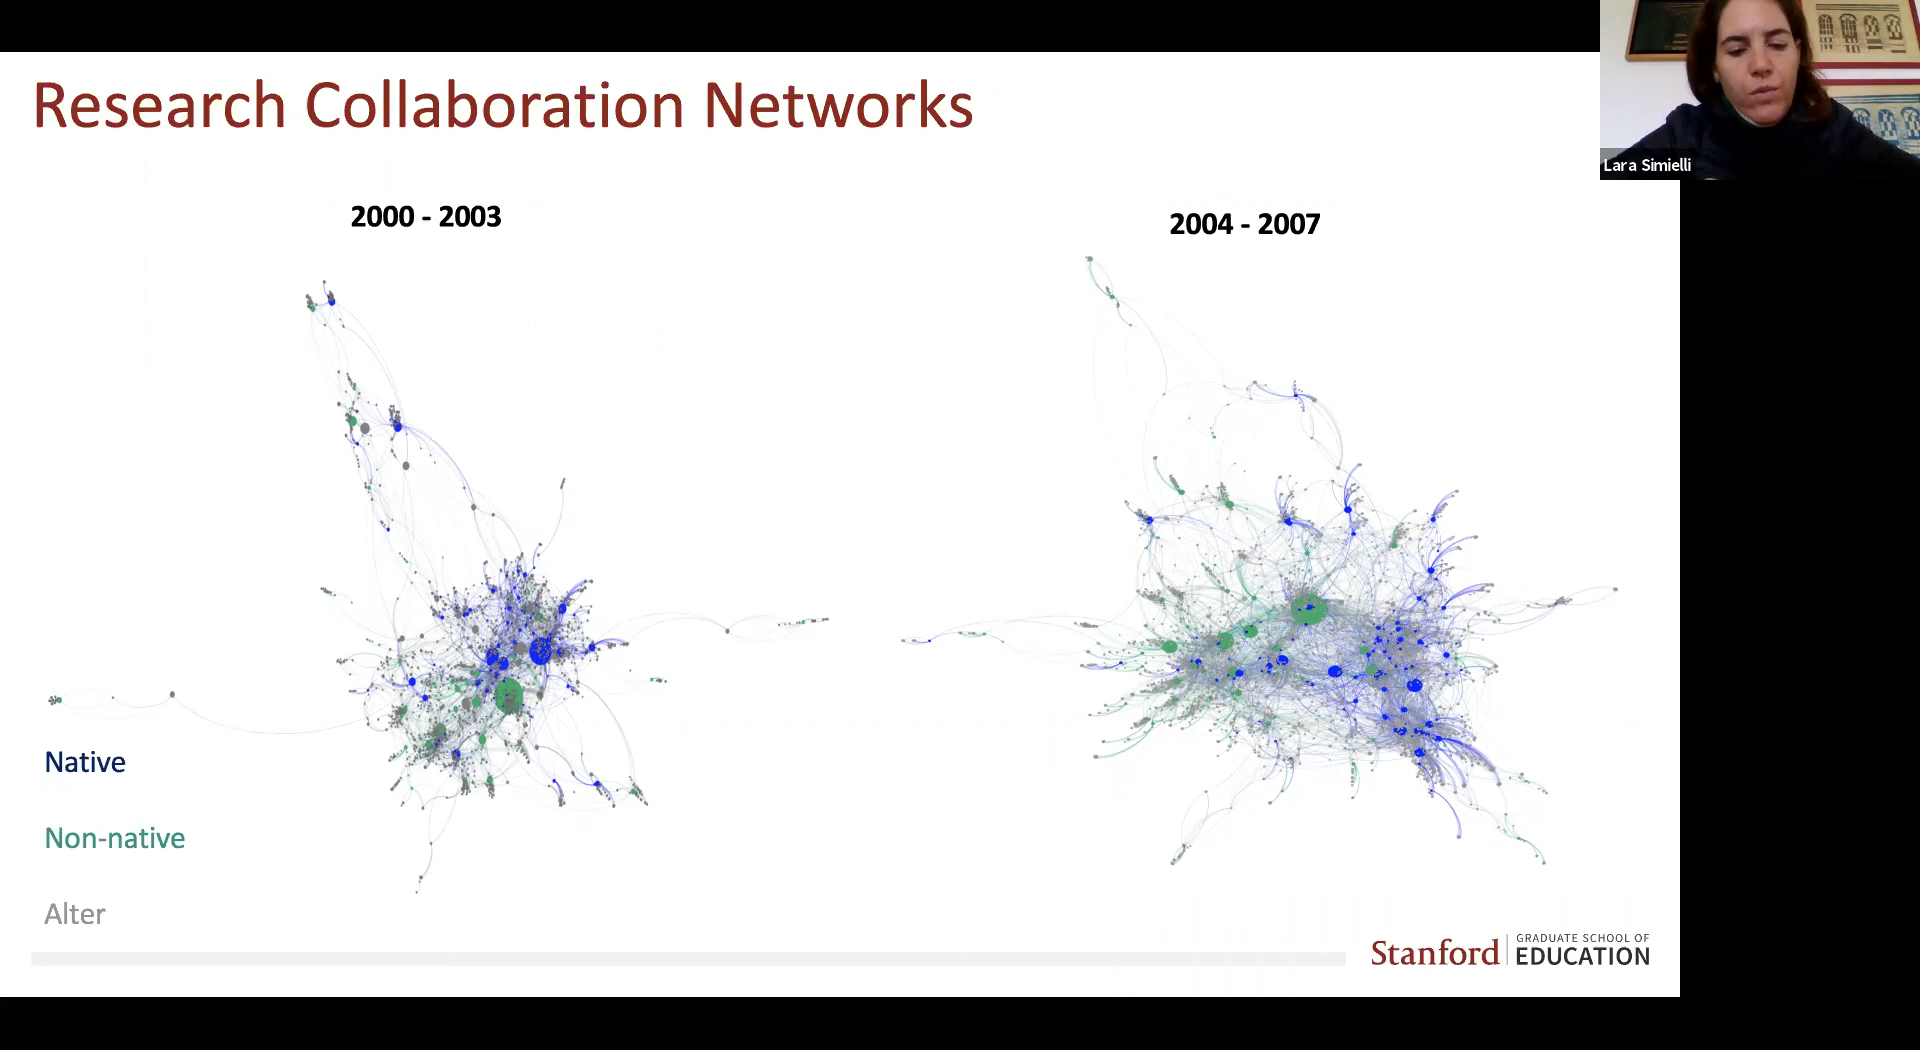 Research Collaboration Networks
Lara Simielli
2000 - 2003
2004 - 2007
Native
Non-native
Alter
Stanford
GRADUATE SCHOOL OF
EDUCATION